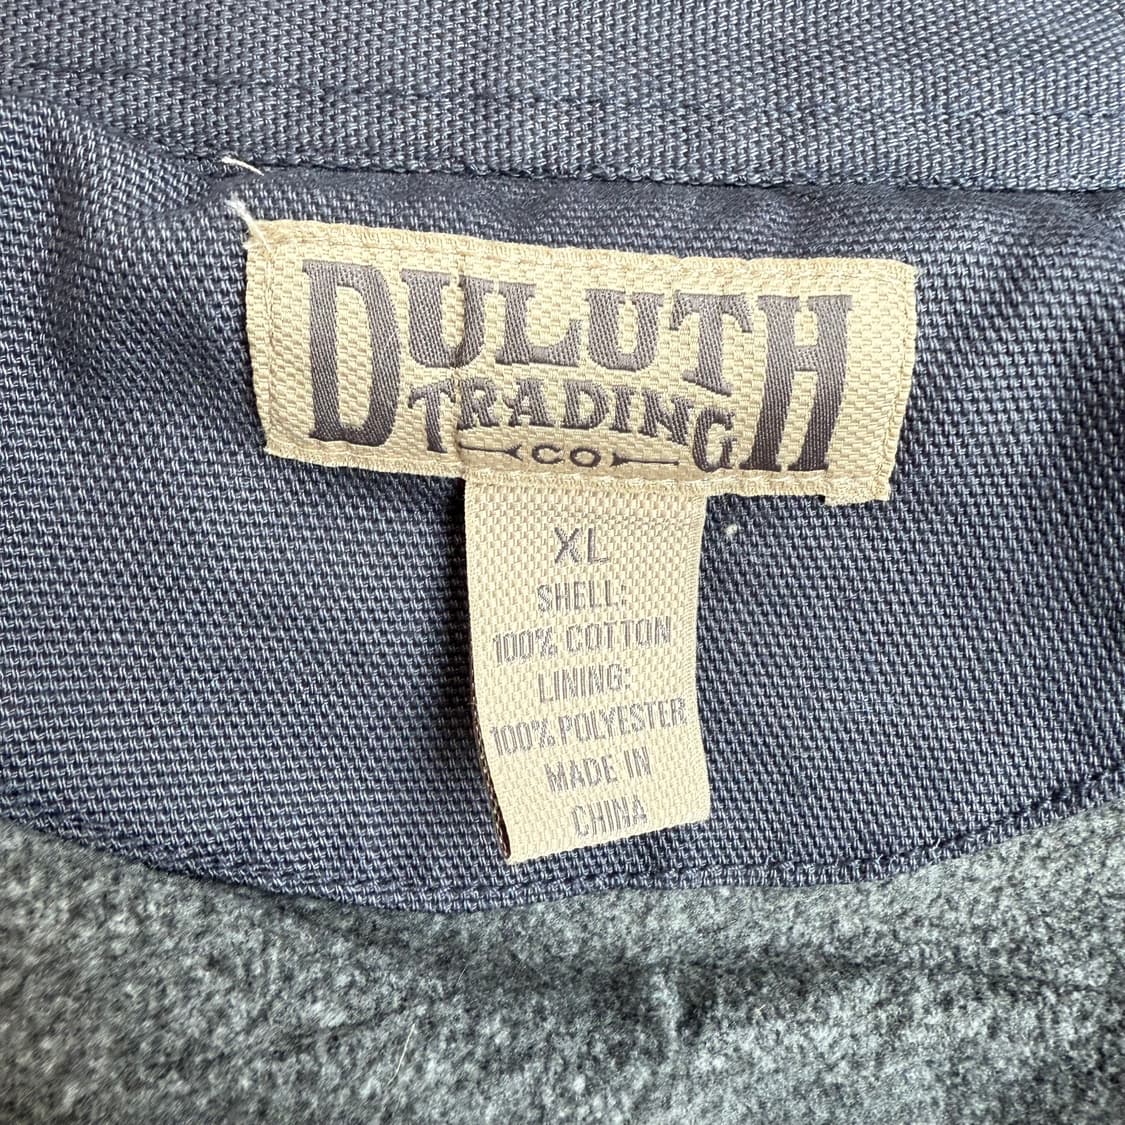 DULUTH
TRADING
CO
XL
SHELL:
100% COTTON
LINING:
100% POLYESTER
MADE IN
CHINA